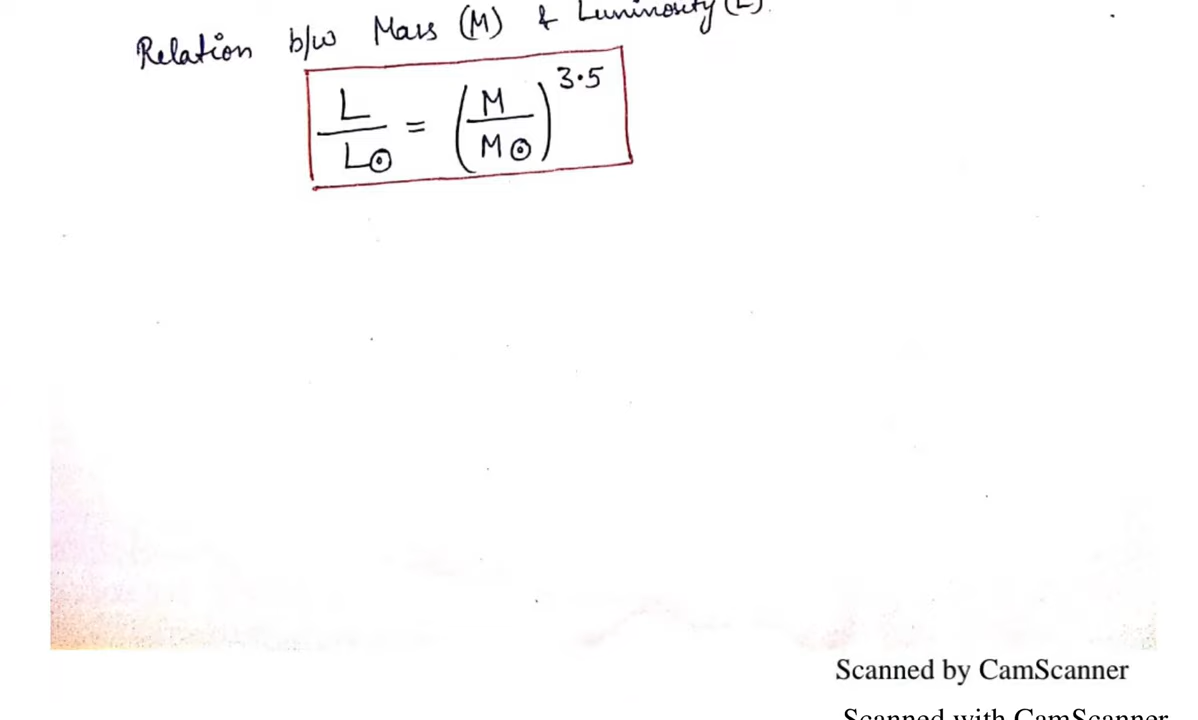 Relation b/w Mass (M) & Luminosity (L).
L/L⊙ = (M/M⊙)^3.5
Scanned by CamScanner
Scanned with CamScanner